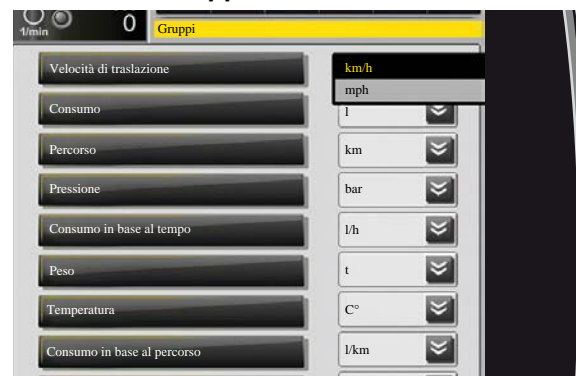 1/min
0
Gruppi
Velocità di traslazione
km/h
mph
Consumo
l
Percorso
km
Pressione
bar
Consumo in base al tempo
l/h
Peso
t
Temperatura
C°
Consumo in base al percorso
l/km